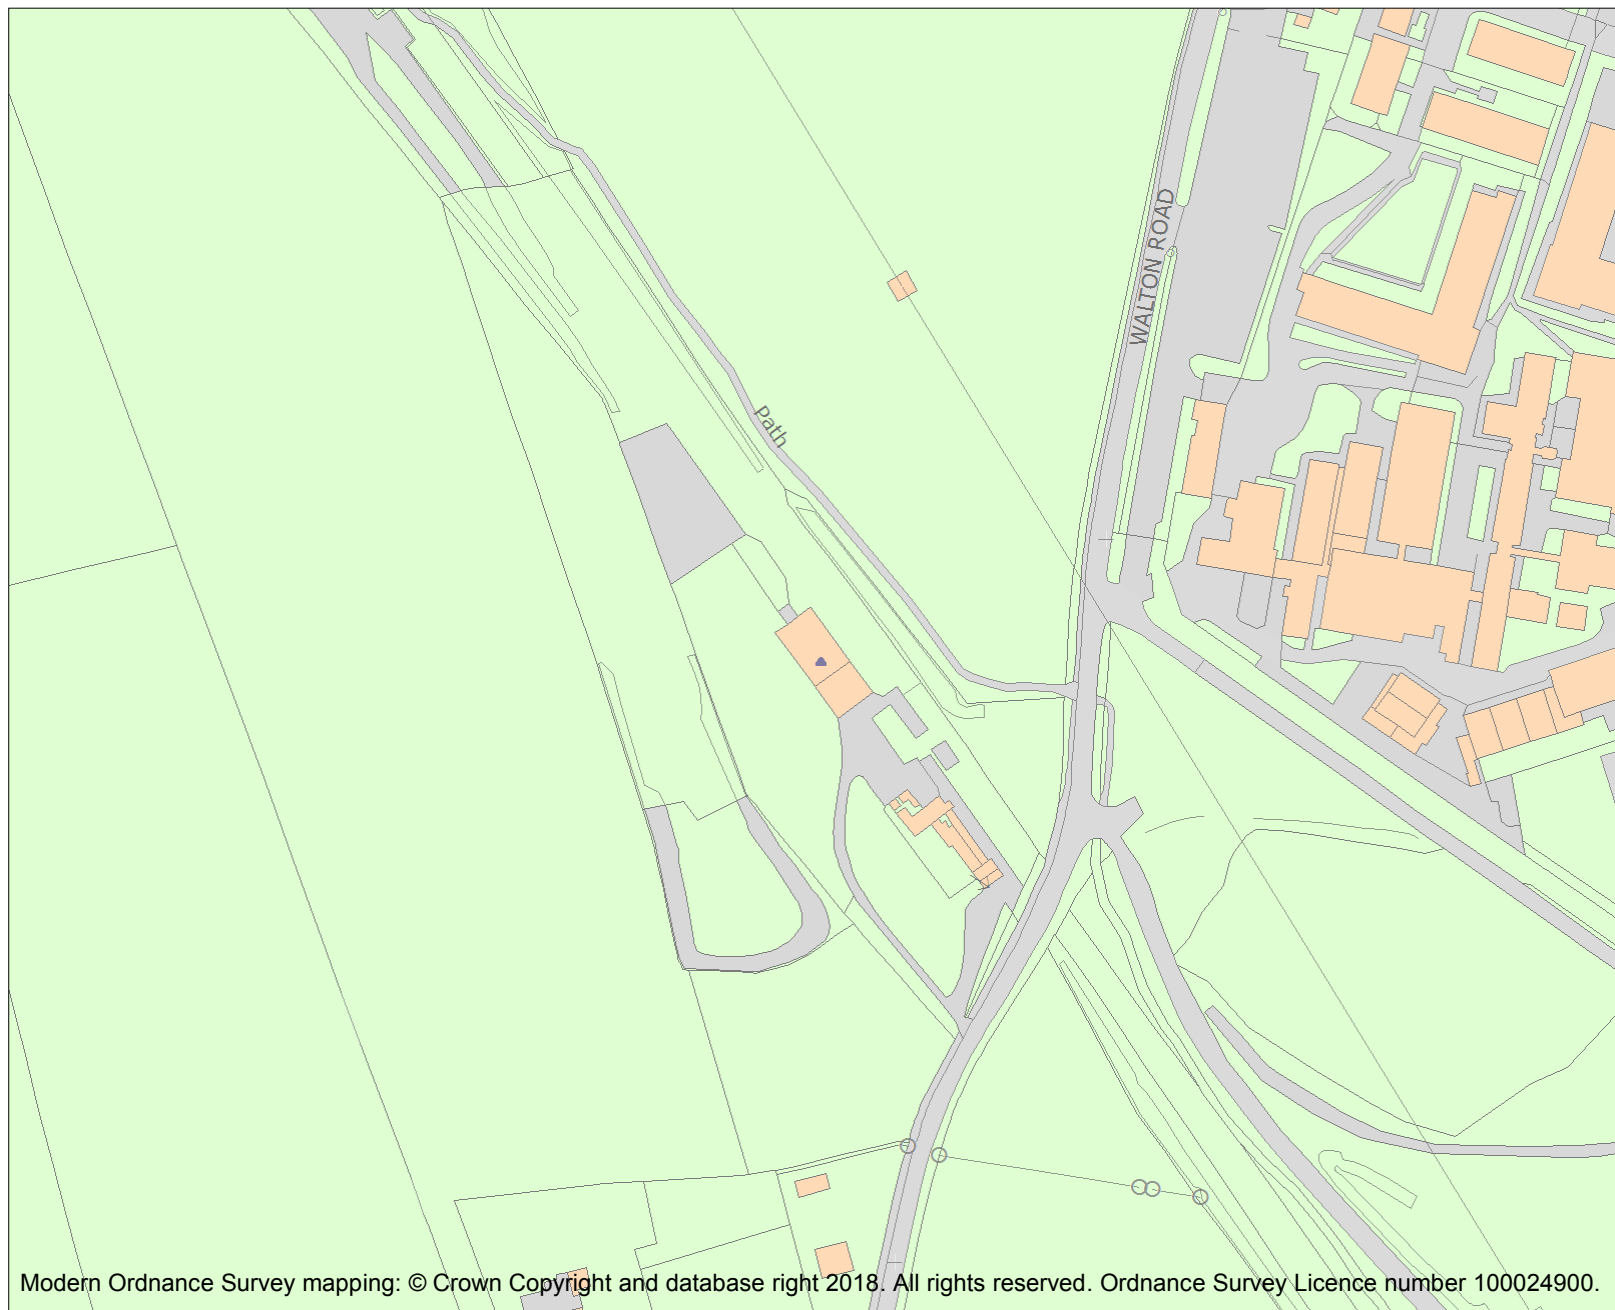 WALTON ROAD
Path
Modern Ordnance Survey mapping: © Crown Copyright and database right 2018. All rights reserved. Ordnance Survey Licence number 100024900.